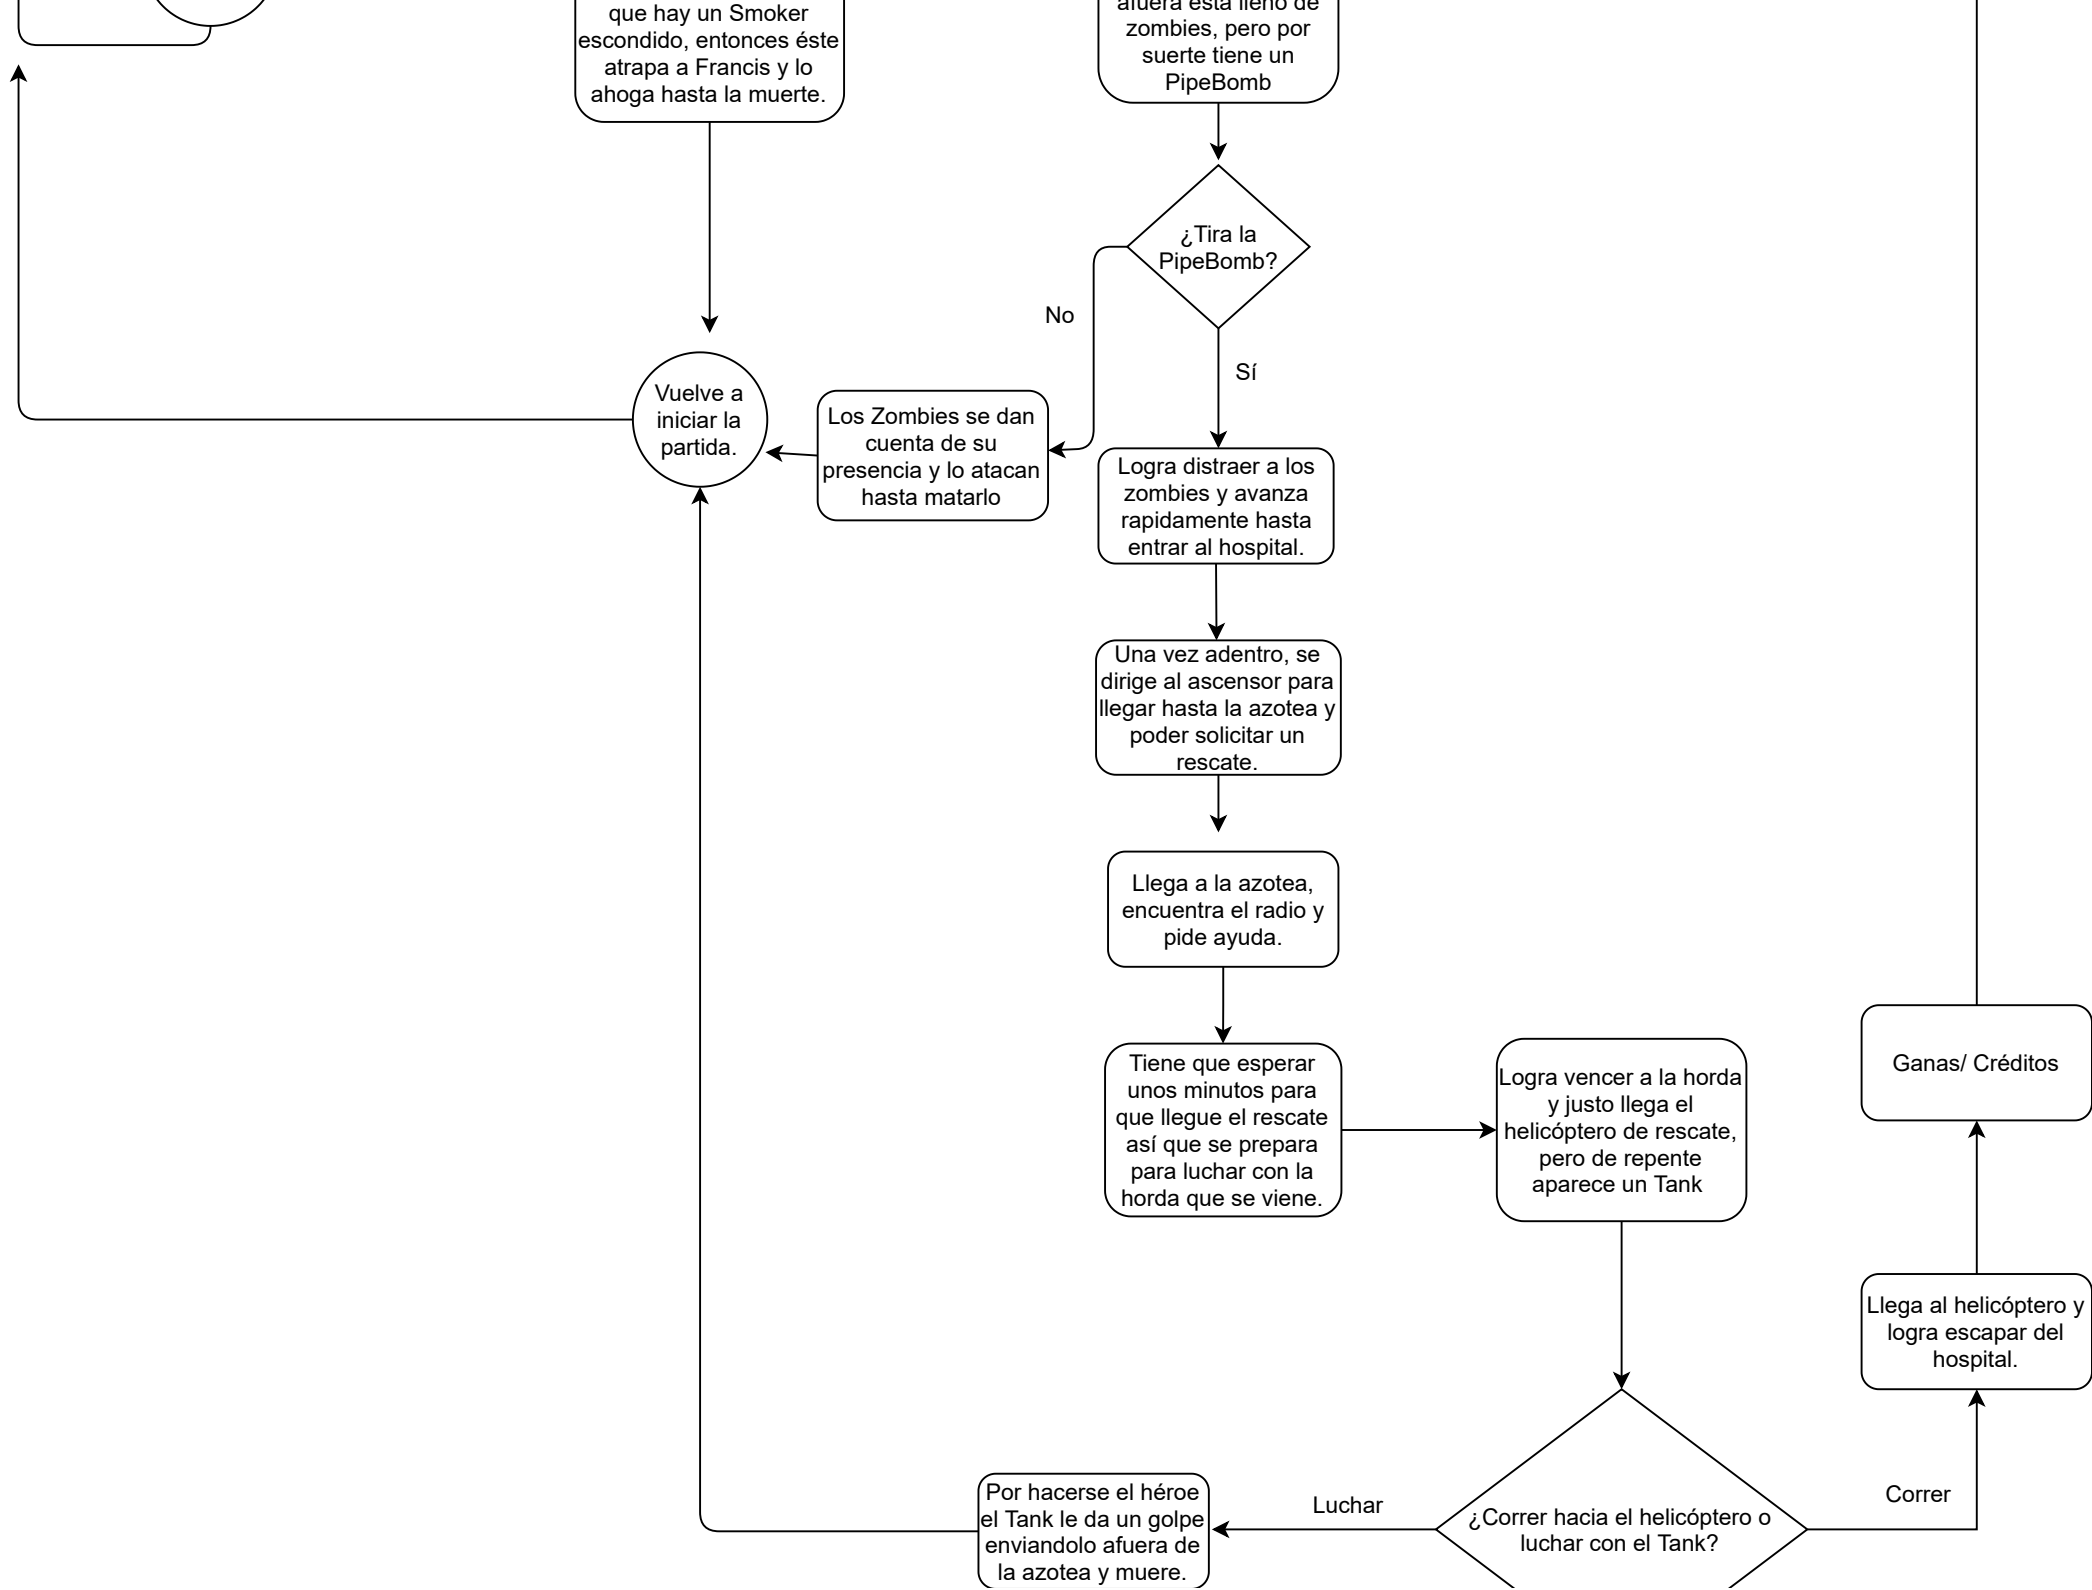 que hay un Smoker
escondido, entonces éste
atrapa a Francis y lo
ahoga hasta la muerte.
afuera está lleno de
zombies, pero por
suerte tiene un
PipeBomb
¿Tira la
PipeBomb?
No
Sí
Vuelve a
iniciar la
partida.
Los Zombies se dan
cuenta de su
presencia y lo atacan
hasta matarlo
Logra distraer a los
zombies y avanza
rapidamente hasta
entrar al hospital.
Una vez adentro, se
dirige al ascensor para
llegar hasta la azotea y
poder solicitar un
rescate.
Llega a la azotea,
encuentra el radio y
pide ayuda.
Tiene que esperar
unos minutos para
que llegue el rescate
así que se prepara
para luchar con la
horda que se viene.
Logra vencer a la horda
y justo llega el
helicóptero de rescate,
pero de repente
aparece un Tank
Ganas/ Créditos
Llega al helicóptero y
logra escapar del
hospital.
Correr
¿Correr hacia el helicóptero o
luchar con el Tank?
Luchar
Por hacerse el héroe
el Tank le da un golpe
enviandolo afuera de
la azotea y muere.